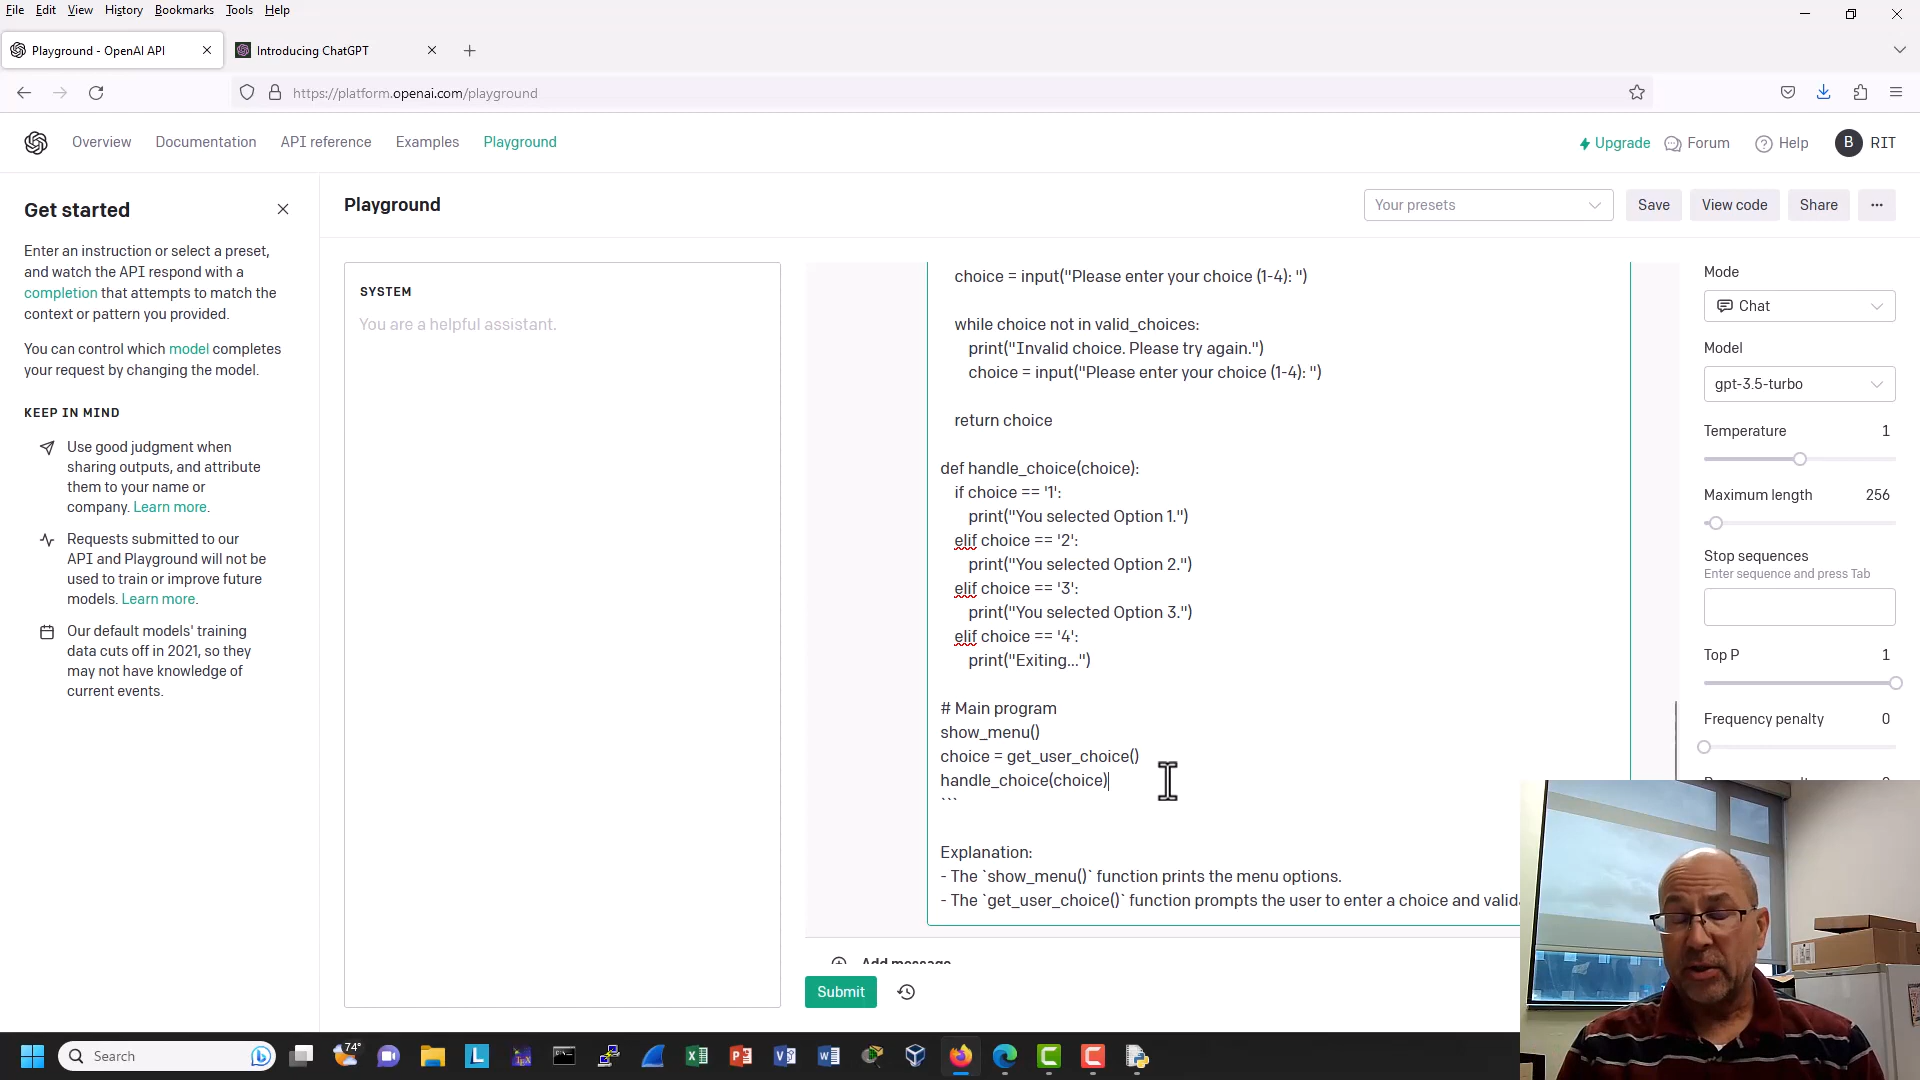 File Edit View History Bookmarks Tools Help
Playground - OpenAI API
Introducing ChatGPT
https://platform.openai.com/playground
Overview Documentation API reference Examples Playground
Upgrade Forum Help B RIT
Get started
Enter an instruction or select a preset,
and watch the API respond with a
completion that attempts to match the
context or pattern you provided.
You can control which model completes
your request by changing the model.
KEEP IN MIND
Use good judgment when
sharing outputs, and attribute
them to your name or
company. Learn more.
Requests submitted to our
API and Playground will not be
used to train or improve future
models. Learn more.
Our default models' training
data cuts off in 2021, so they
may not have knowledge of
current events.
Playground
Your presets
Save View code Share ...
SYSTEM
You are a helpful assistant.
choice = input("Please enter your choice (1-4): ")
while choice not in valid_choices:
print("Invalid choice. Please try again.")
choice = input("Please enter your choice (1-4): ")
return choice
def handle_choice(choice):
if choice == '1':
print("You selected Option 1.")
elif choice == '2':
print("You selected Option 2.")
elif choice == '3':
print("You selected Option 3.")
elif choice == '4':
print("Exiting...")
# Main program
show_menu()
choice = get_user_choice()
handle_choice(choice)
```
Explanation:
- The `show_menu()` function prints the menu options.
- The `get_user_choice()` function prompts the user to enter a choice and
Add message
Submit
Mode
Chat
Model
gpt-3.5-turbo
Temperature 1
Maximum length 256
Stop sequences
Enter sequence and press Tab
Top P 1
Frequency penalty 0
Search
74°